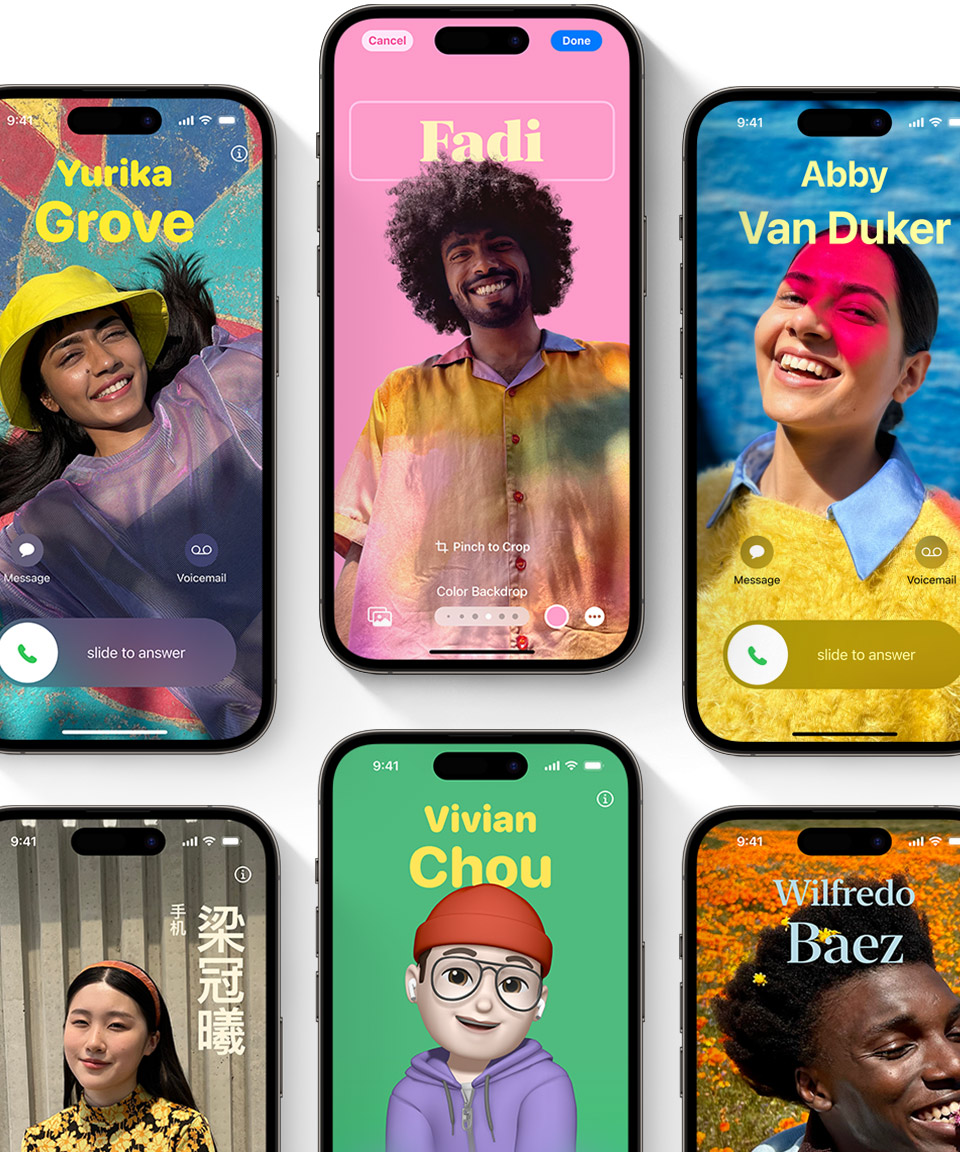 Cancel
Done
Fadi
Pinch to Crop
Color Backdrop
9:41
Yurika
Grove
Message
Voicemail
slide to answer
9:41
Abby
Van Duker
Message
Voicemail
slide to answer
9:41
手机
梁冠曦
9:41
Vivian
Chou
9:41
Wilfredo
Baez